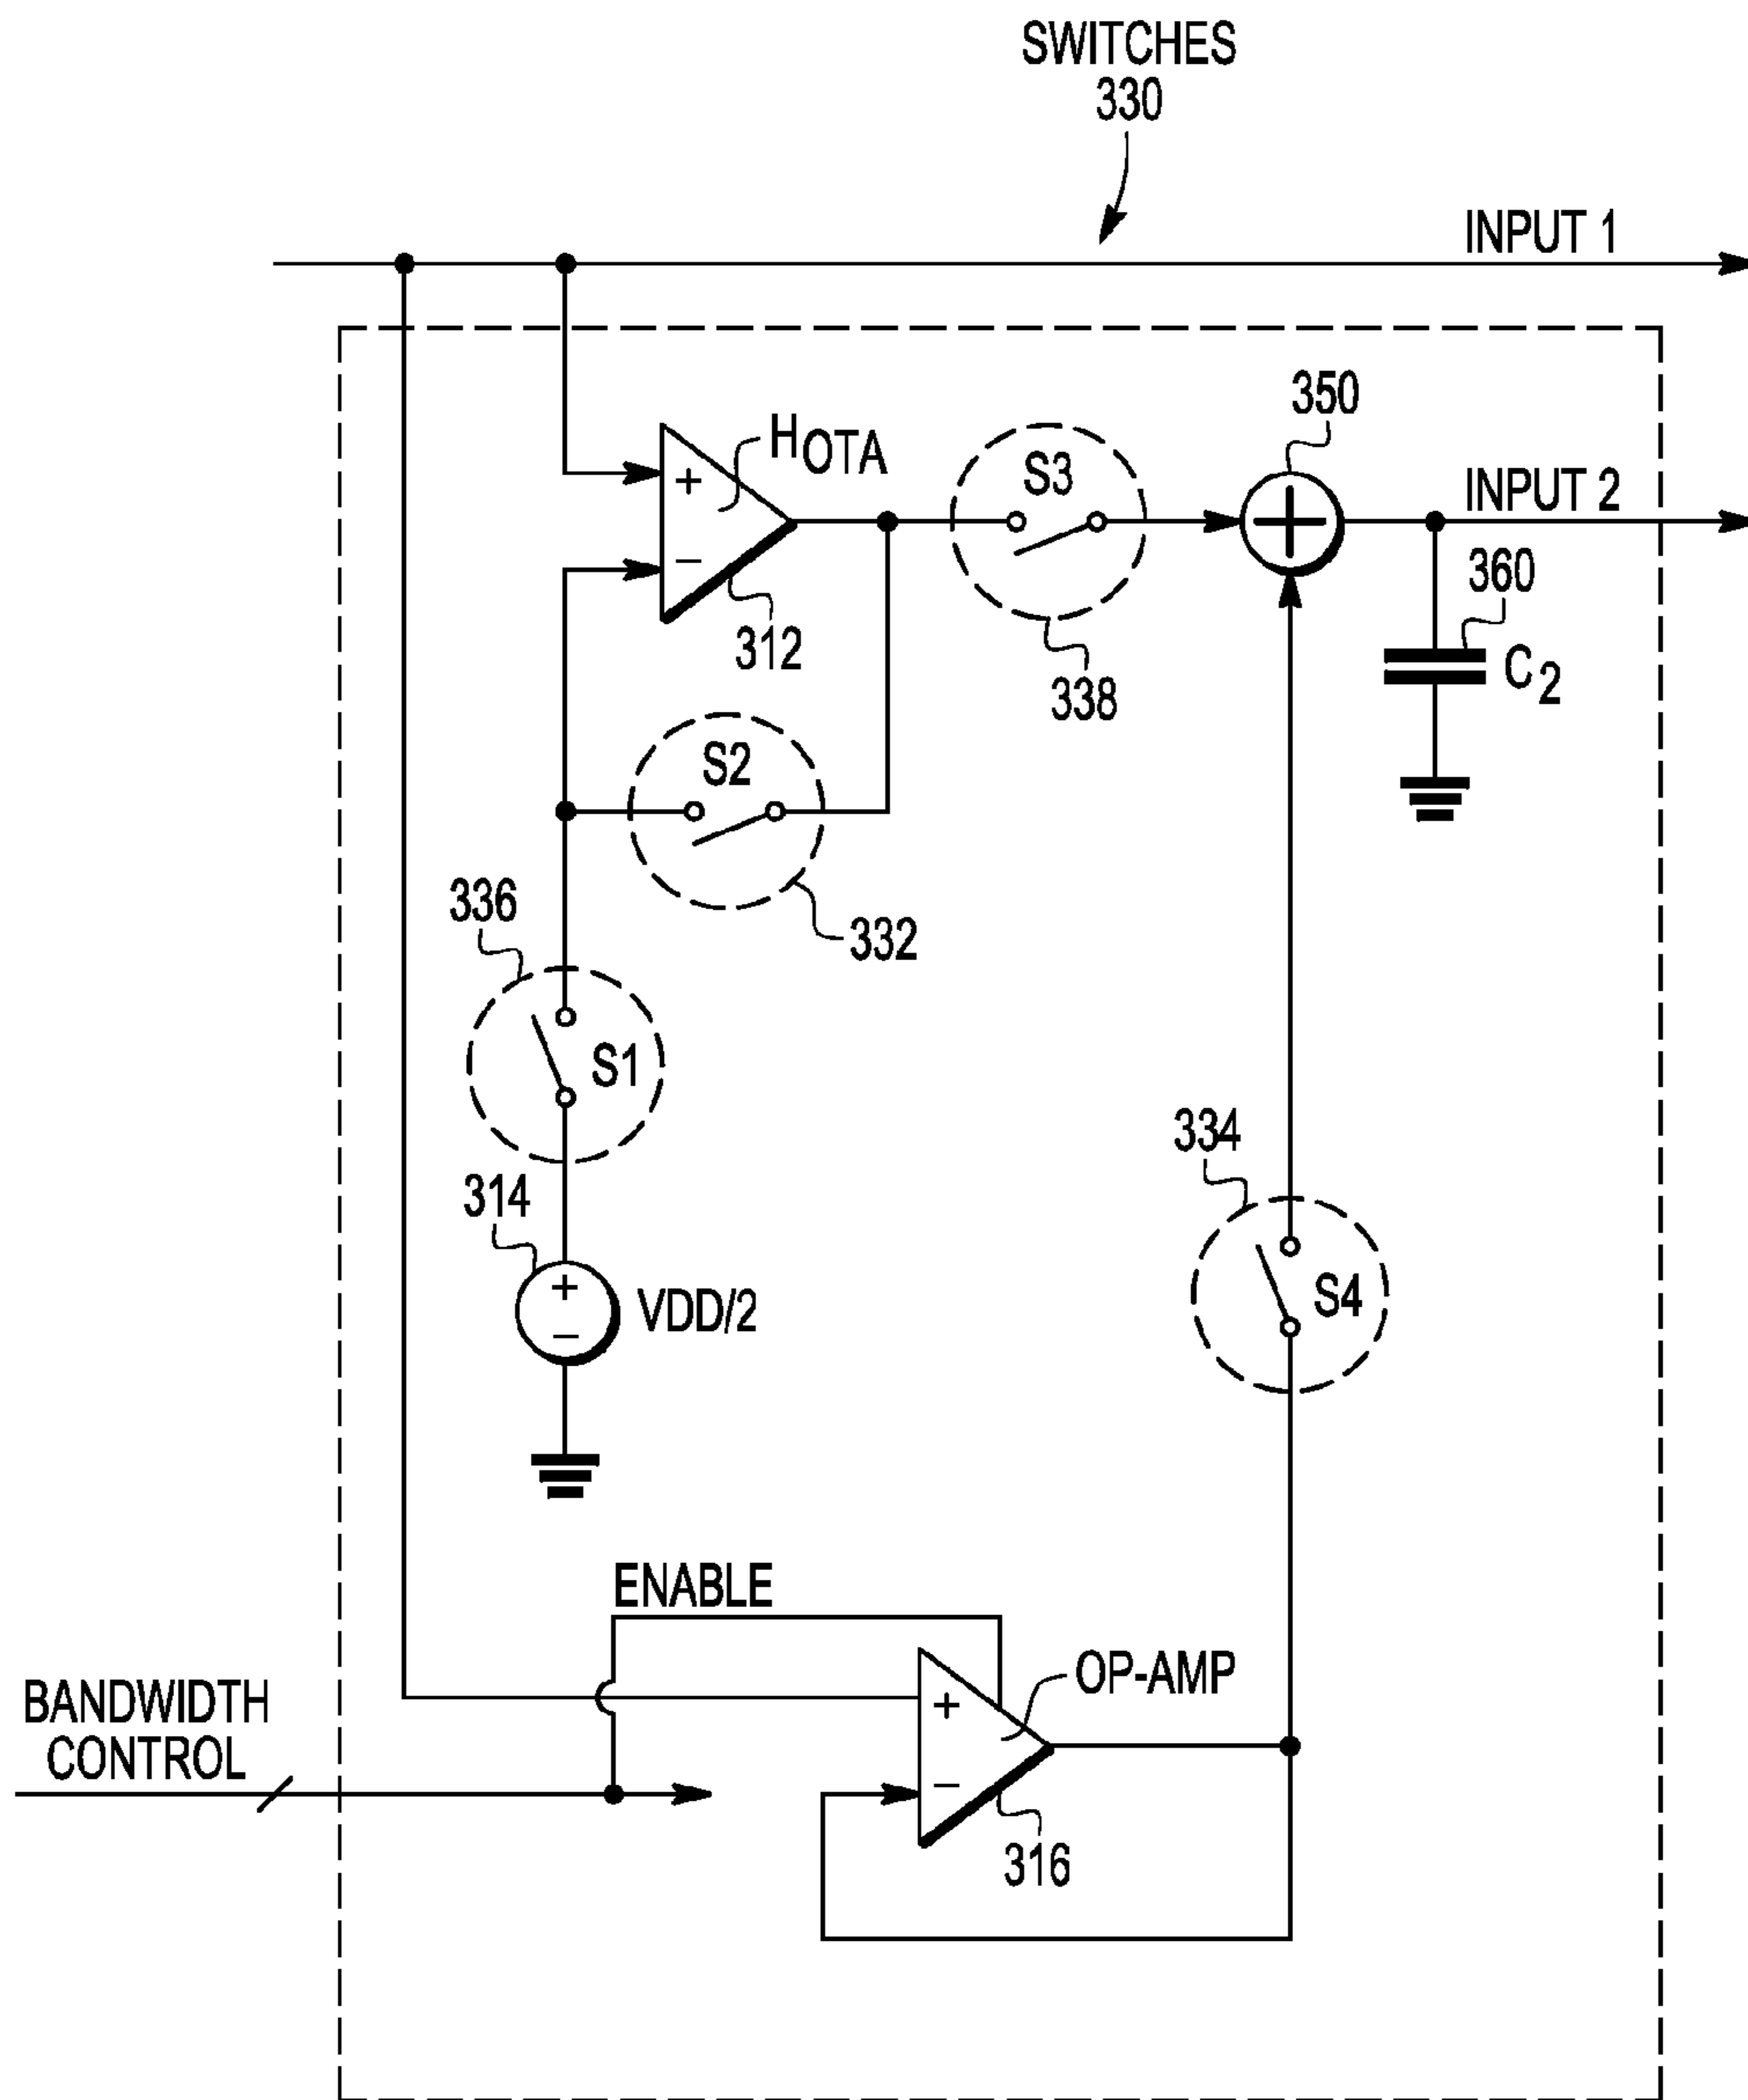 SWITCHES
330
INPUT 1
350
HOTA
+
−
S3
INPUT 2
360
312
C2
338
S2
336
332
S1
334
314
+
−
VDD/2
S4
ENABLE
OP-AMP
BANDWIDTH
CONTROL
+
−
316